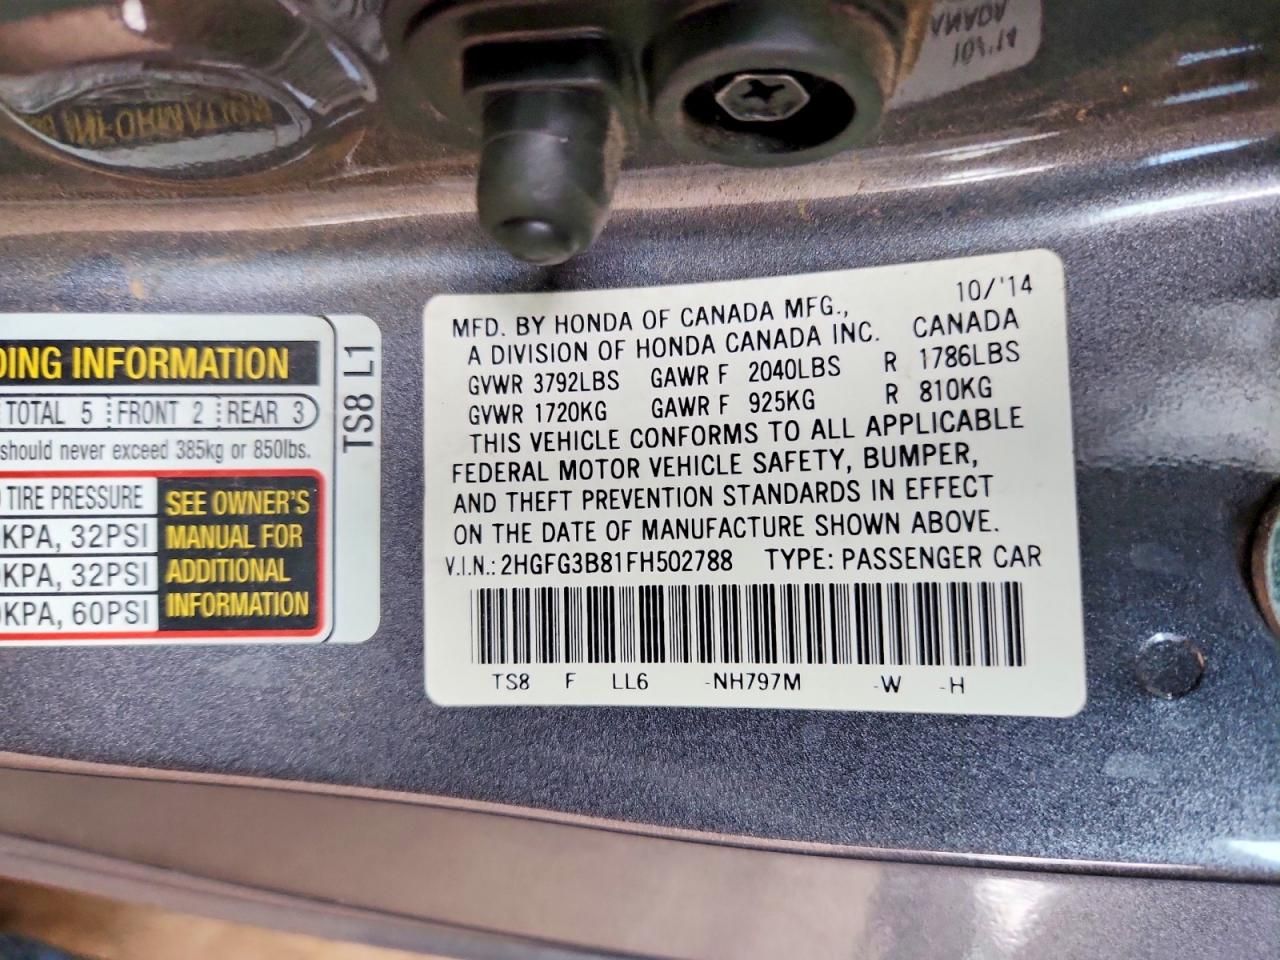 DING INFORMATION
TOTAL 5 FRONT 2 REAR 3
should never exceed 385kg or 850lbs.
TIRE PRESSURE
KPA, 32PSI
KPA, 32PSI
KPA, 60PSI
SEE OWNER'S
MANUAL FOR
ADDITIONAL
INFORMATION
TS8 L1
10/'14
MFD. BY HONDA OF CANADA MFG.,
A DIVISION OF HONDA CANADA INC. CANADA
GVWR 3792LBS GAWR F 2040LBS R 1786LBS
GVWR 1720KG GAWR F 925KG R 810KG
THIS VEHICLE CONFORMS TO ALL APPLICABLE
FEDERAL MOTOR VEHICLE SAFETY, BUMPER,
AND THEFT PREVENTION STANDARDS IN EFFECT
ON THE DATE OF MANUFACTURE SHOWN ABOVE.
V.I.N.: 2HGFG3B81FH502788 TYPE: PASSENGER CAR
TS8 F LL6 -NH797M -W -H